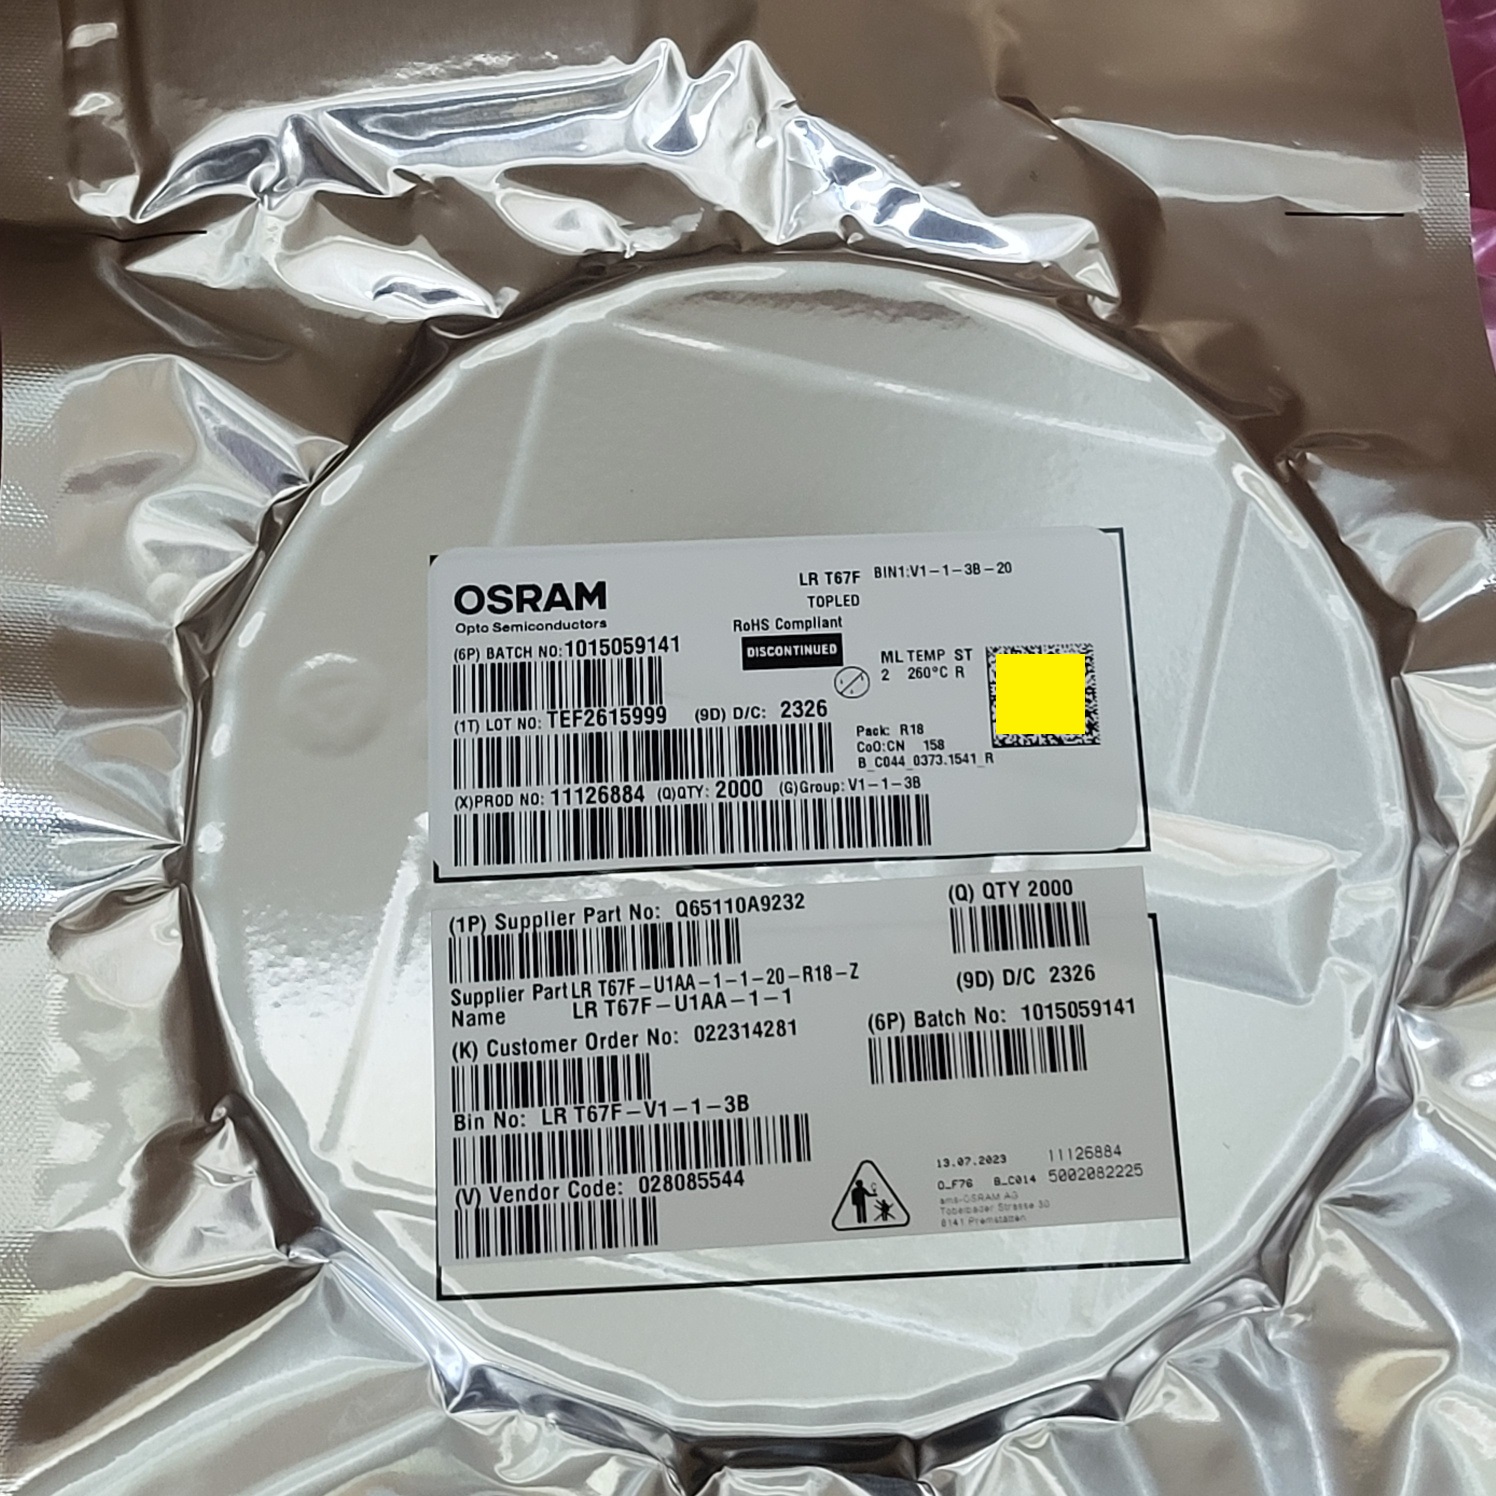 OSRAM
Opto Semiconductors
LR T67F BIN1:V1-1-3B-20
TOPLED
RoHS Compliant
DISCONTINUED
(6P) BATCH NO:1015059141
ML TEMP ST
2 260°C R
(1T) LOT NO: TEF2615999 (9D) D/C: 2326
Pack: R18
CoO:CN 158
B_C044_0373.1541_R
(X)PROD NO: 11126884 (Q)QTY: 2000 (G)Group: V1-1-3B
(1P) Supplier Part No: Q65110A9232
(Q) QTY 2000
Supplier Part LR T67F-U1AA-1-1-20-R18-Z
Name LR T67F-U1AA-1-1
(9D) D/C 2326
(K) Customer Order No: 022314281
(6P) Batch No: 1015059141
Bin No: LR T67F-V1-1-3B
(V) Vendor Code: 028085544
13.07.2023 11126884
0_F76 B_C014 5002082225
ams-OSRAM AG
Tobelbader Strasse 30
8141 Premstätten